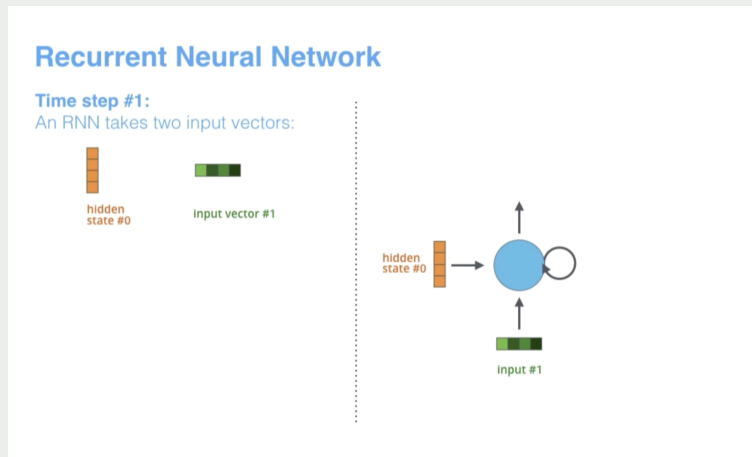 Recurrent Neural Network
Time step #1:
An RNN takes two input vectors:
hidden
state #0
input vector #1
hidden
state #0
input #1